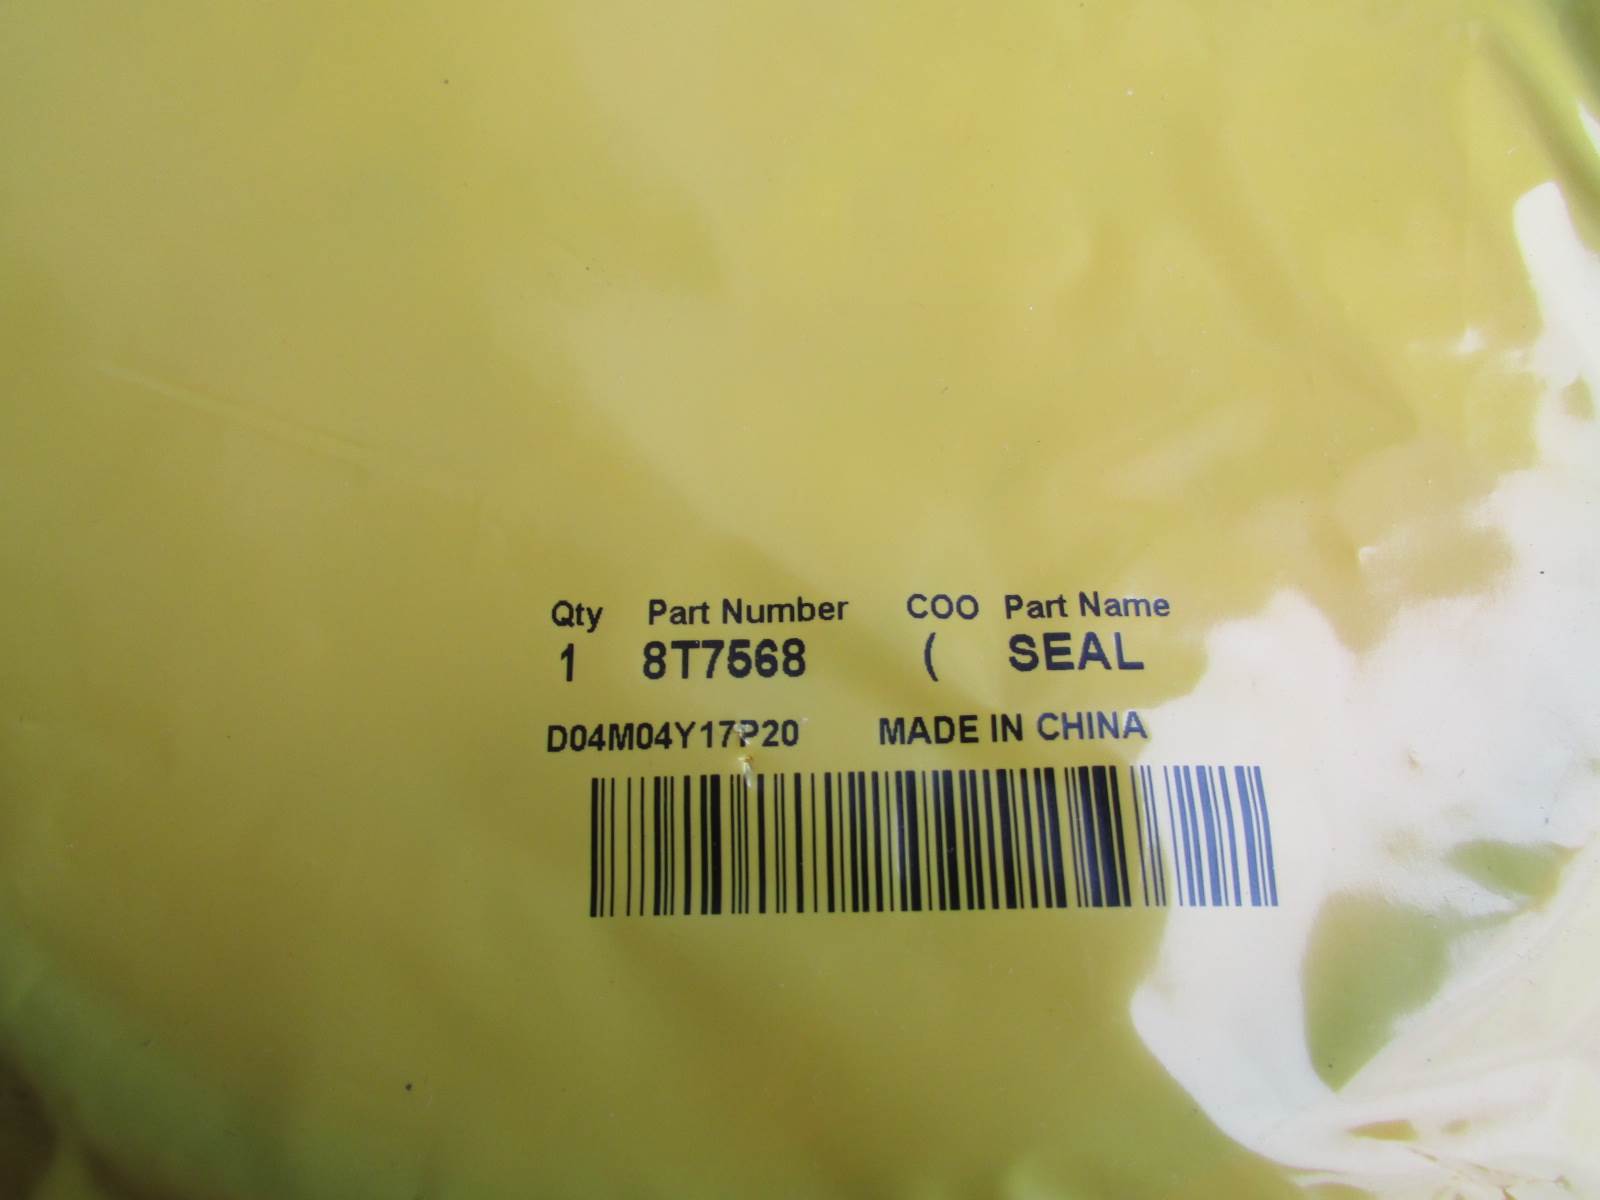 Qty Part Number COO Part Name
1 8T7568 ( SEAL
D04M04Y17P20 MADE IN CHINA